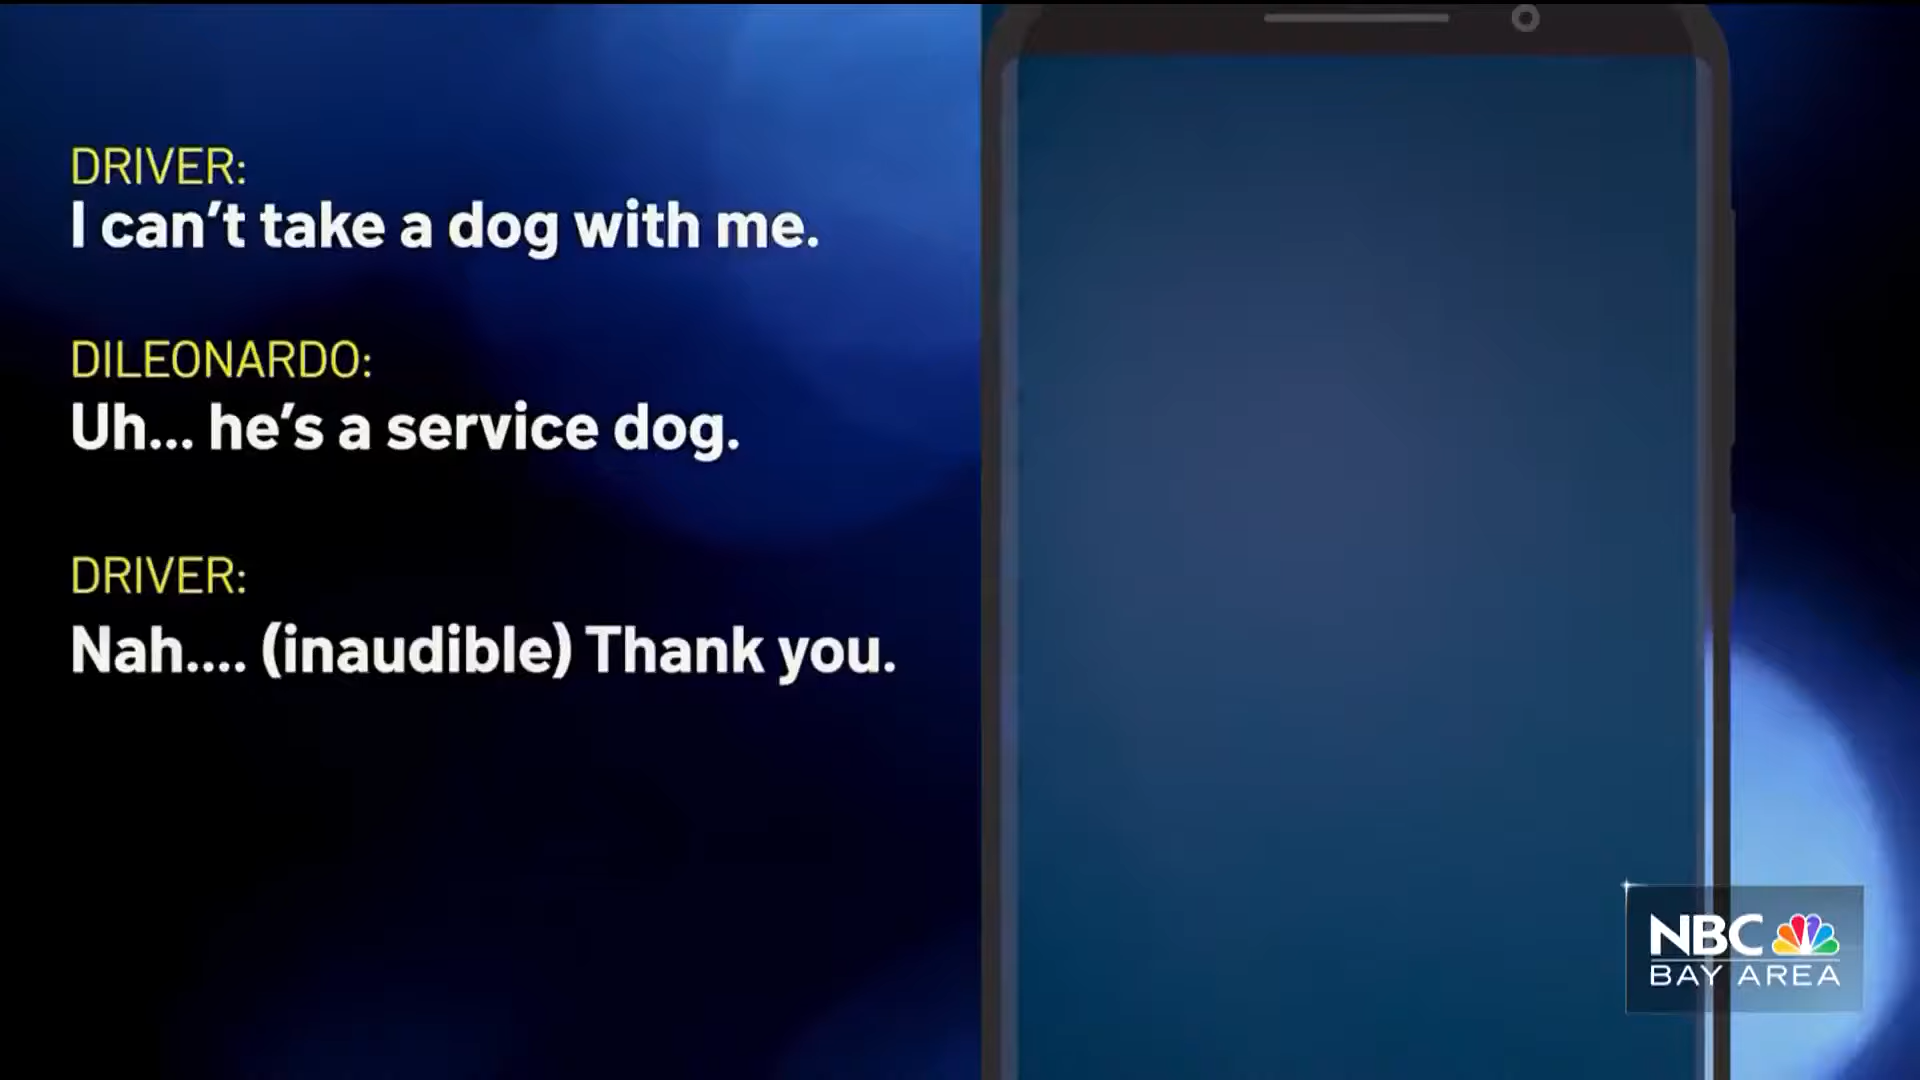 DRIVER:
I can't take a dog with me.
DILEONARDO:
Uh... he's a service dog.
DRIVER:
Nah.... (inaudible) Thank you.
NBC
BAY AREA